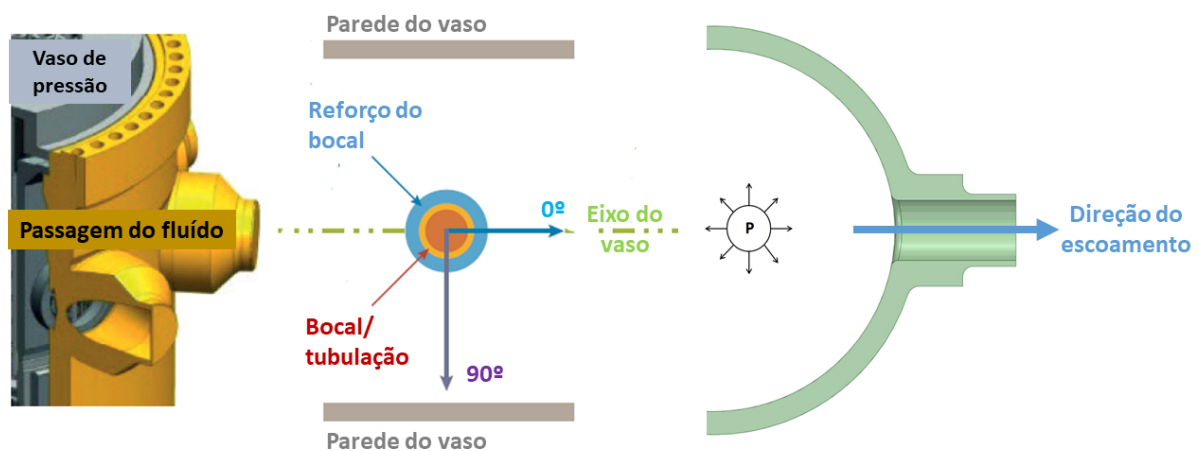 Vaso de
pressão
Passagem do fluído
Parede do vaso
Reforço do
bocal
0º
Eixo do
vaso
Bocal/
tubulação
90º
Parede do vaso
P
Direção do
escoamento